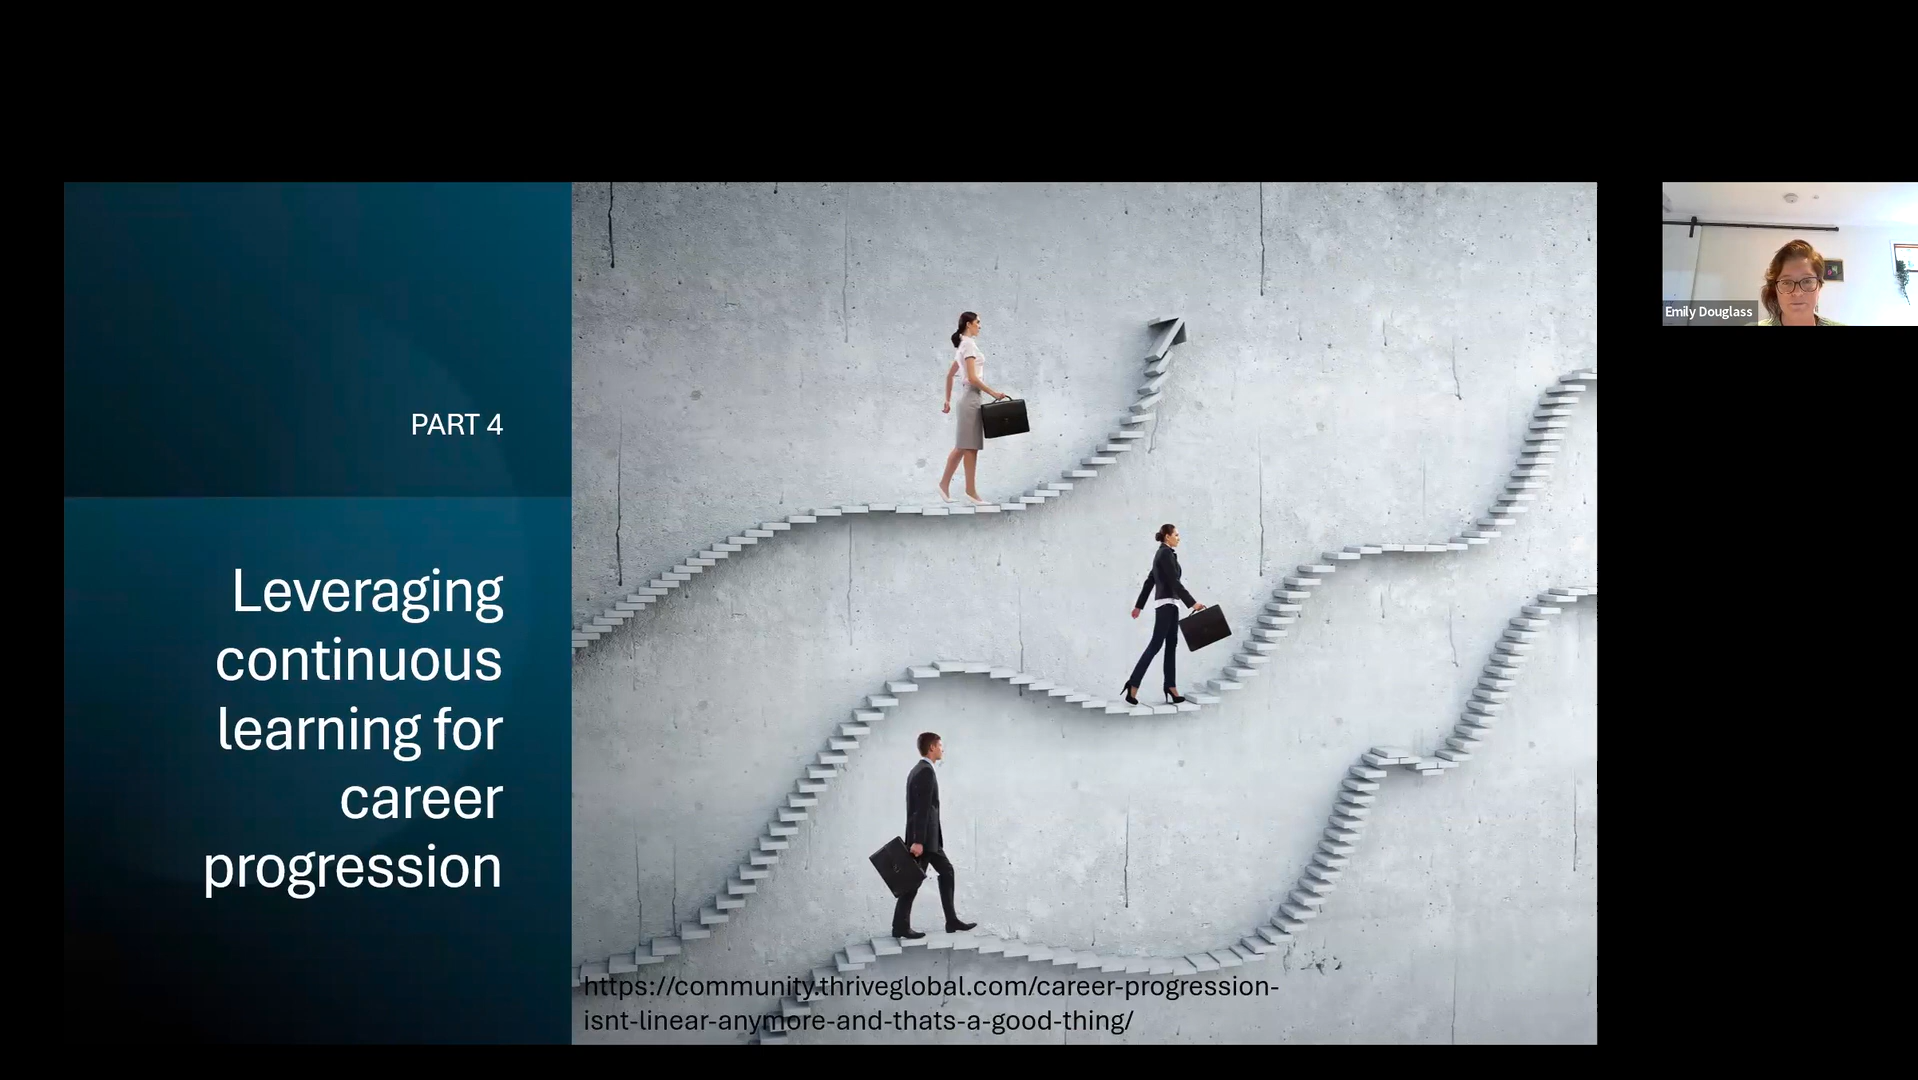 PART 4
Leveraging
continuous
learning for
career
progression
https://community.thriveglobal.com/career-progression-
isnt-linear-anymore-and-thats-a-good-thing/
Emily Douglass